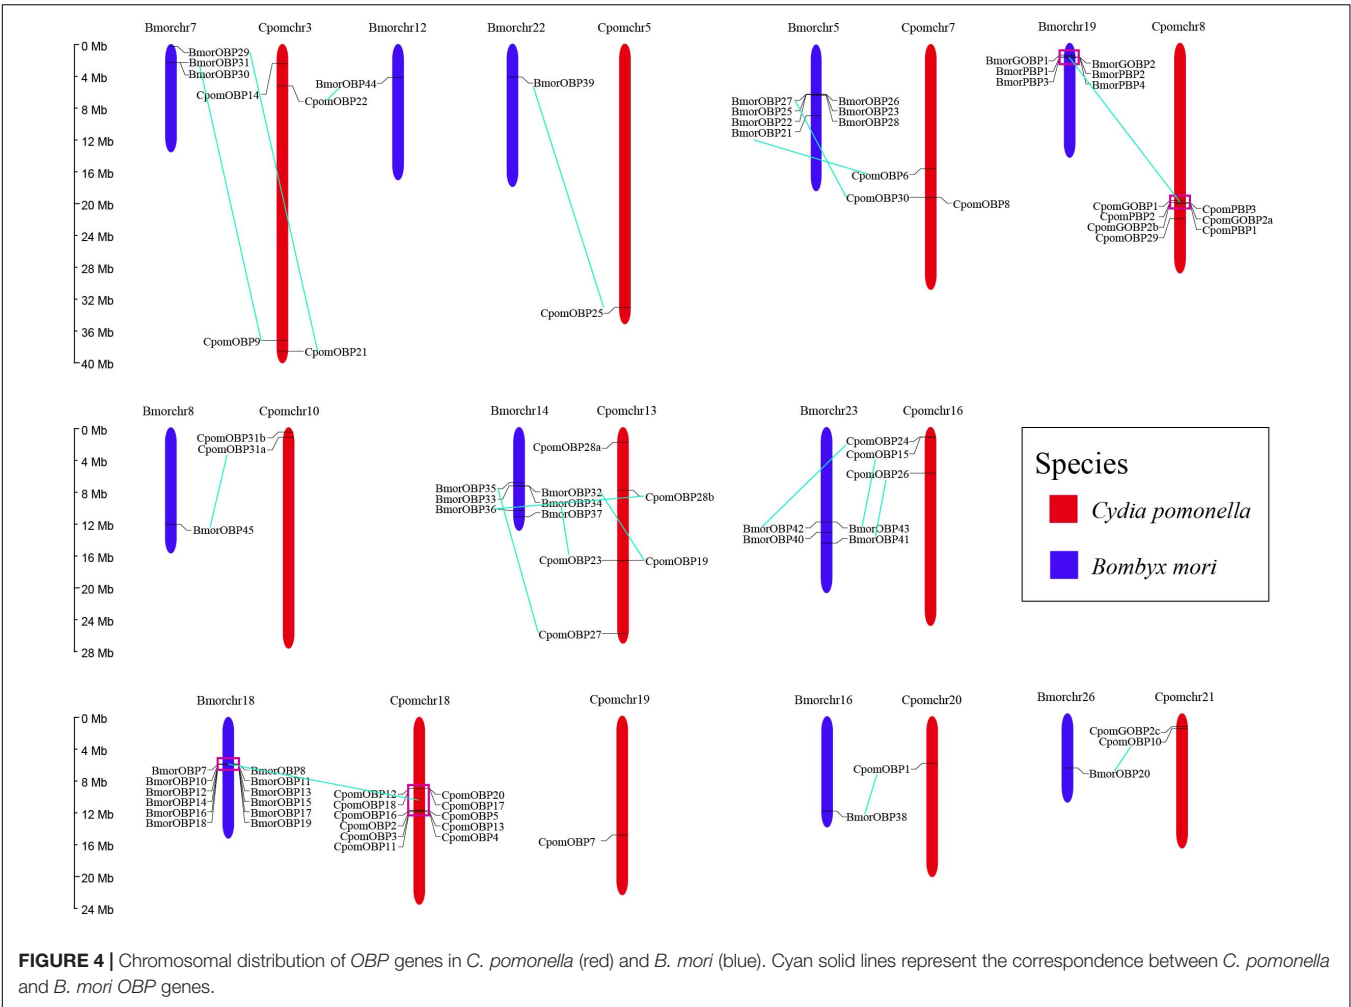 Bmorchr7 Cpomchr3 Bmorchr12 Bmorchr22 Cpomchr5 Bmorchr5 Cpomchr7 Bmorchr19 Cpomchr8
0 Mb
4 Mb
8 Mb
12 Mb
16 Mb
20 Mb
24 Mb
28 Mb
32 Mb
36 Mb
40 Mb
BmorOBP29
BmorOBP31
BmorOBP30
CpomOBP14
CpomOBP22
CpomOBP9
CpomOBP21
BmorOBP44
BmorOBP39
CpomOBP25
BmorOBP27 BmorOBP26
BmorOBP25 BmorOBP23
BmorOBP22 BmorOBP28
BmorOBP21
CpomOBP6
CpomOBP30 CpomOBP8
BmorGOBP1 BmorGOBP2
BmorPBP1 BmorPBP2
BmorPBP3 BmorPBP4
CpomGOBP1 CpomPBP3
CpomPBP2 CpomGOBP2a
CpomGOBP2b CpomPBP1
CpomOBP29
Bmorchr8 Cpomchr10 Bmorchr14 Cpomchr13 Bmorchr23 Cpomchr16
0 Mb
4 Mb
8 Mb
12 Mb
16 Mb
20 Mb
24 Mb
28 Mb
CpomOBP31b
CpomOBP31a
BmorOBP45
CpomOBP28a
BmorOBP35 BmorOBP32
BmorOBP33 BmorOBP34
BmorOBP36 BmorOBP37
CpomOBP28b
CpomOBP23 CpomOBP19
CpomOBP27
CpomOBP24
CpomOBP15
CpomOBP26
BmorOBP42 BmorOBP43
BmorOBP40 BmorOBP41
Species
Cydia pomonella
Bombyx mori
Bmorchr18 Cpomchr18 Cpomchr19 Bmorchr16 Cpomchr20 Bmorchr26 Cpomchr21
0 Mb
4 Mb
8 Mb
12 Mb
16 Mb
20 Mb
24 Mb
BmorOBP7 BmorOBP8
BmorOBP10 BmorOBP11
BmorOBP12 BmorOBP13
BmorOBP14 BmorOBP15
BmorOBP16 BmorOBP17
BmorOBP18 BmorOBP19
CpomOBP12 CpomOBP20
CpomOBP18 CpomOBP17
CpomOBP16 CpomOBP5
CpomOBP2 CpomOBP13
CpomOBP3 CpomOBP4
CpomOBP11
CpomOBP7
CpomOBP1
BmorOBP38
CpomGOBP2c
CpomOBP10
BmorOBP20
FIGURE 4 | Chromosomal distribution of OBP genes in C. pomonella (red) and B. mori (blue). Cyan solid lines represent the correspondence between C. pomonella
and B. mori OBP genes.